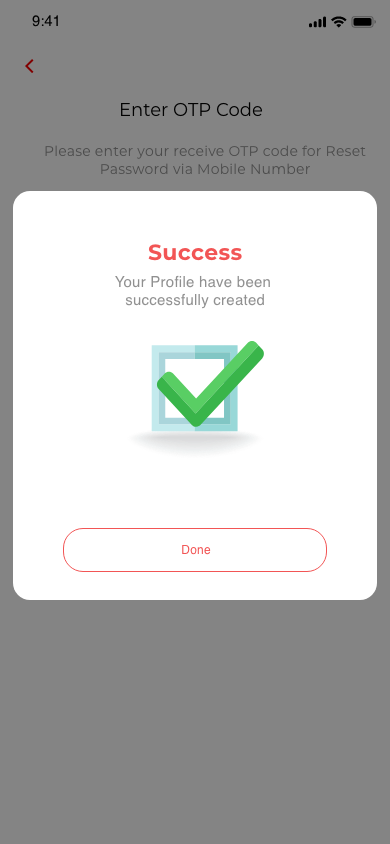 9:41
Enter OTP Code
Please enter your receive OTP code for Reset
Password via Mobile Number
Success
Your Profile have been
successfully created
Done